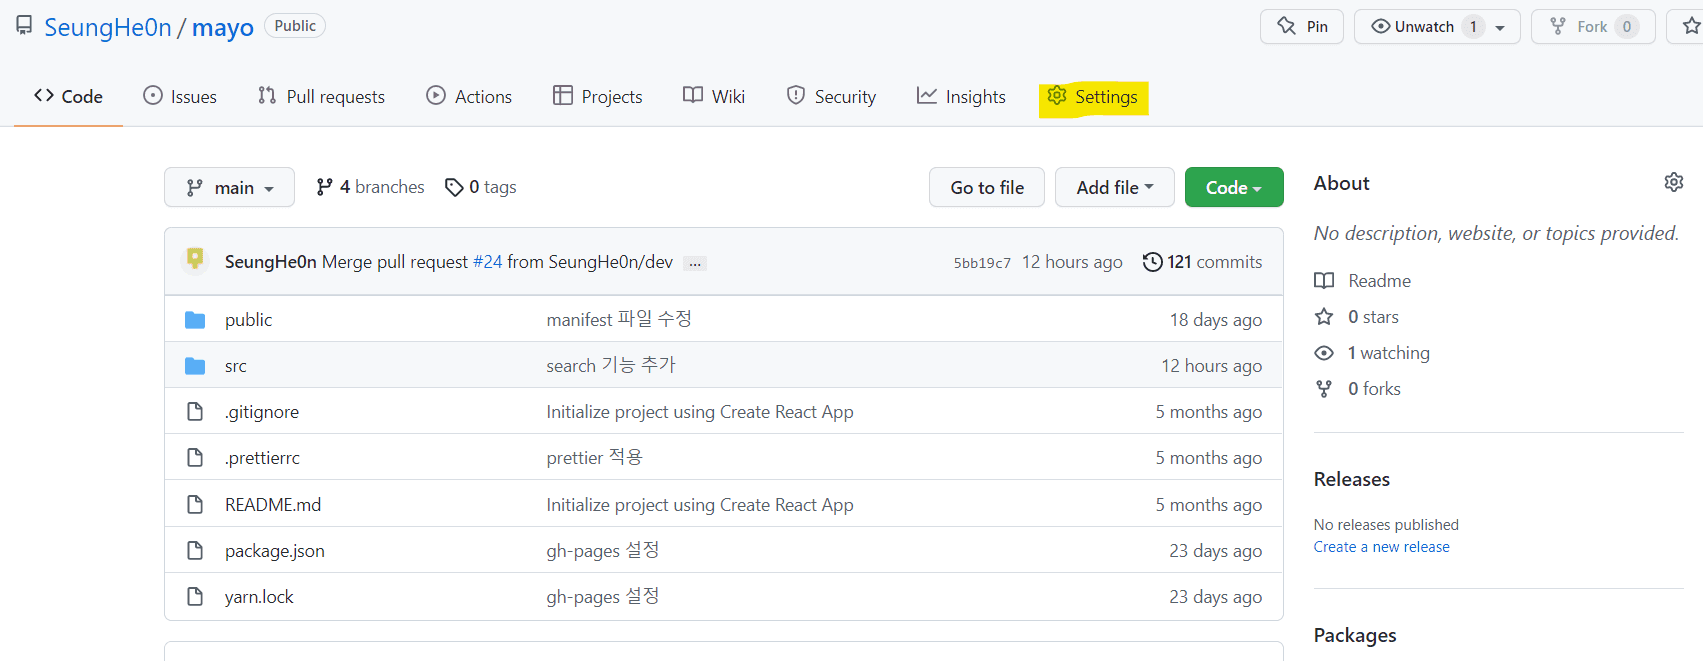 SeungHe0n / mayo Public Pin Unwatch 1 Fork 0
Code Issues Pull requests Actions Projects Wiki Security Insights Settings
main 4 branches 0 tags Go to file Add file Code
SeungHe0n Merge pull request #24 from SeungHe0n/dev ... 5bb19c7 12 hours ago 121 commits
public manifest 파일 수정 18 days ago
src search 기능 추가 12 hours ago
.gitignore Initialize project using Create React App 5 months ago
.prettierrc prettier 적용 5 months ago
README.md Initialize project using Create React App 5 months ago
package.json gh-pages 설정 23 days ago
yarn.lock gh-pages 설정 23 days ago
About
No description, website, or topics provided.
Readme
0 stars
1 watching
0 forks
Releases
No releases published
Create a new release
Packages